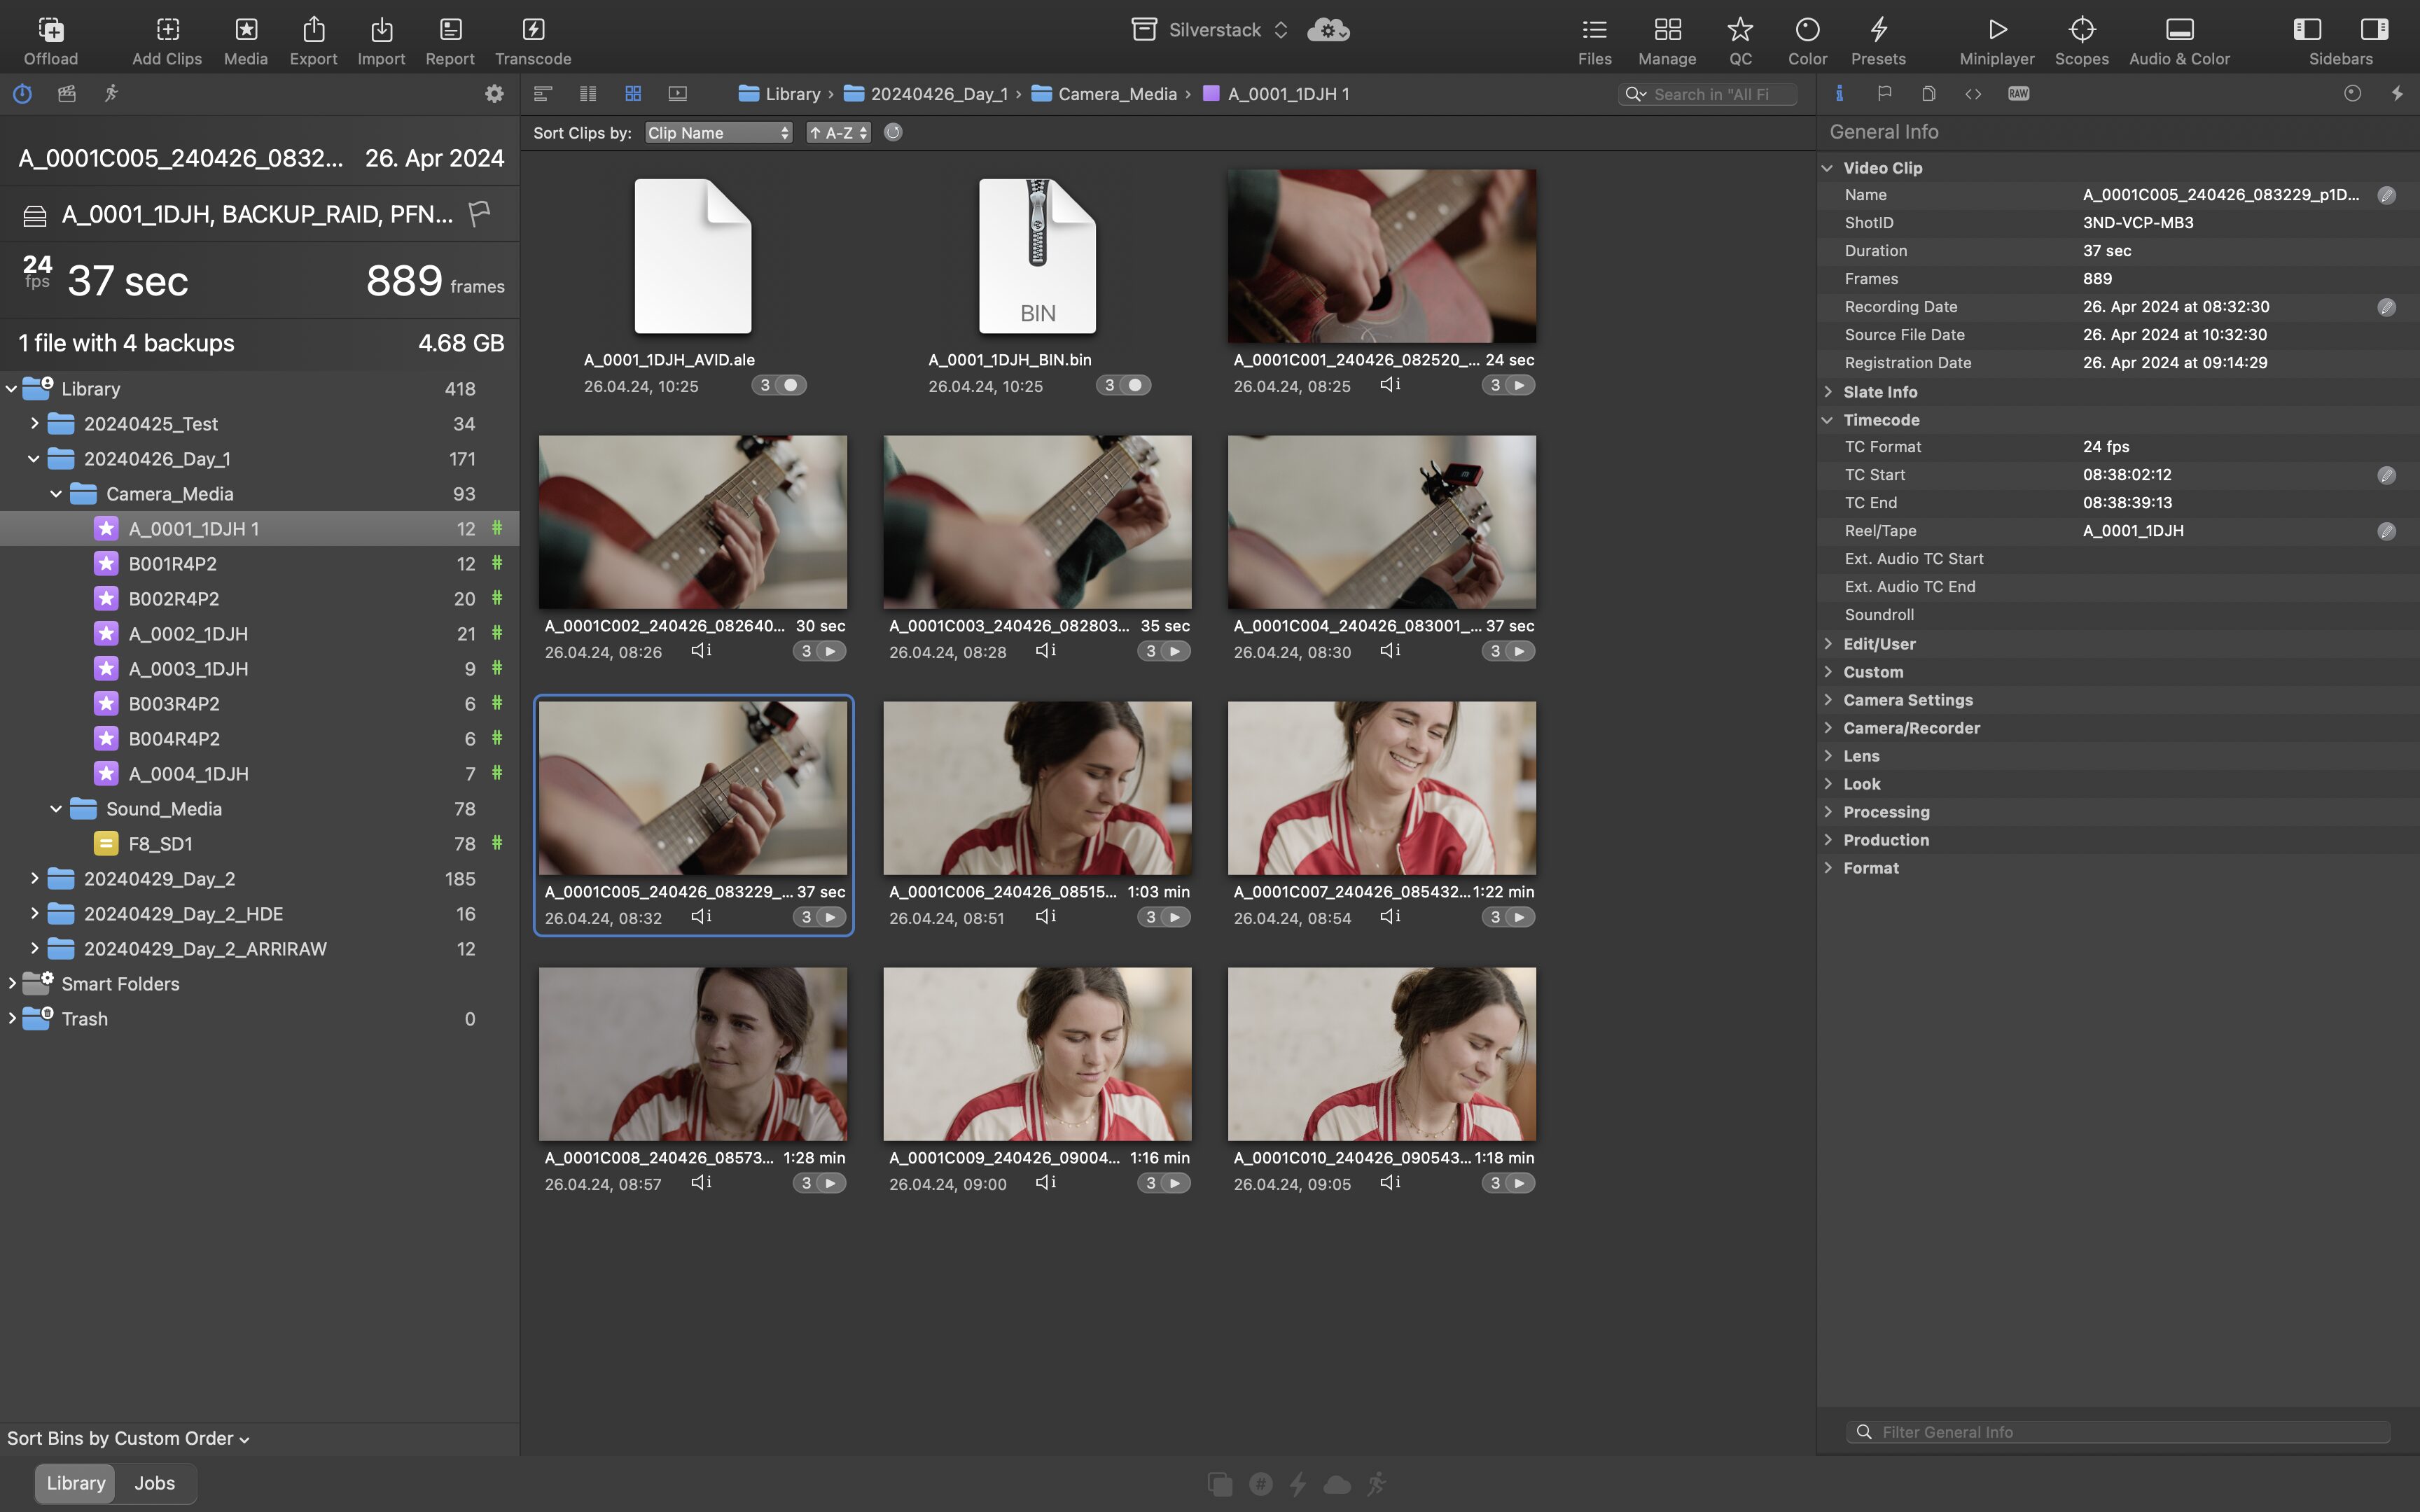 Offload
Add Clips
Media
Export
Import
Report
Transcode
Silverstack
Files
Manage
QC
Color
Presets
Miniplayer
Scopes
Audio & Color
Sidebars
A_0001C005_240426_0832... 26. Apr 2024
A_0001_1DJH, BACKUP_RAID, PFN...
24 fps 37 sec 889 frames
1 file with 4 backups 4.68 GB
Library 418
20240425_Test 34
20240426_Day_1 171
Camera_Media 93
A_0001_1DJH 1 12 #
B001R4P2 12 #
B002R4P2 20 #
A_0002_1DJH 21 #
A_0003_1DJH 9 #
B003R4P2 6 #
B004R4P2 6 #
A_0004_1DJH 7 #
Sound_Media 78
F8_SD1 78 #
20240429_Day_2 185
20240429_Day_2_HDE 16
20240429_Day_2_ARRIRAW 12
Smart Folders
Trash 0
Sort Bins by Custom Order
Library Jobs
Library › 20240426_Day_1 › Camera_Media › A_0001_1DJH 1
Search in "All Fi
Sort Clips by: Clip Name ↑ A-Z
BIN
A_0001_1DJH_AVID.ale
26.04.24, 10:25 3
A_0001_1DJH_BIN.bin
26.04.24, 10:25 3
A_0001C001_240426_082520_... 24 sec
26.04.24, 08:25 3
A_0001C002_240426_082640... 30 sec
26.04.24, 08:26 3
A_0001C003_240426_082803... 35 sec
26.04.24, 08:28 3
A_0001C004_240426_083001_... 37 sec
26.04.24, 08:30 3
A_0001C005_240426_083229_... 37 sec
26.04.24, 08:32 3
A_0001C006_240426_08515... 1:03 min
26.04.24, 08:51 3
A_0001C007_240426_085432... 1:22 min
26.04.24, 08:54 3
A_0001C008_240426_08573... 1:28 min
26.04.24, 08:57 3
A_0001C009_240426_09004... 1:16 min
26.04.24, 09:00 3
A_0001C010_240426_090543... 1:18 min
26.04.24, 09:05 3
RAW
General Info
Video Clip
Name A_0001C005_240426_083229_p1D...
ShotID 3ND-VCP-MB3
Duration 37 sec
Frames 889
Recording Date 26. Apr 2024 at 08:32:30
Source File Date 26. Apr 2024 at 10:32:30
Registration Date 26. Apr 2024 at 09:14:29
Slate Info
Timecode
TC Format 24 fps
TC Start 08:38:02:12
TC End 08:38:39:13
Reel/Tape A_0001_1DJH
Ext. Audio TC Start
Ext. Audio TC End
Soundroll
Edit/User
Custom
Camera Settings
Camera/Recorder
Lens
Look
Processing
Production
Format
Filter General Info